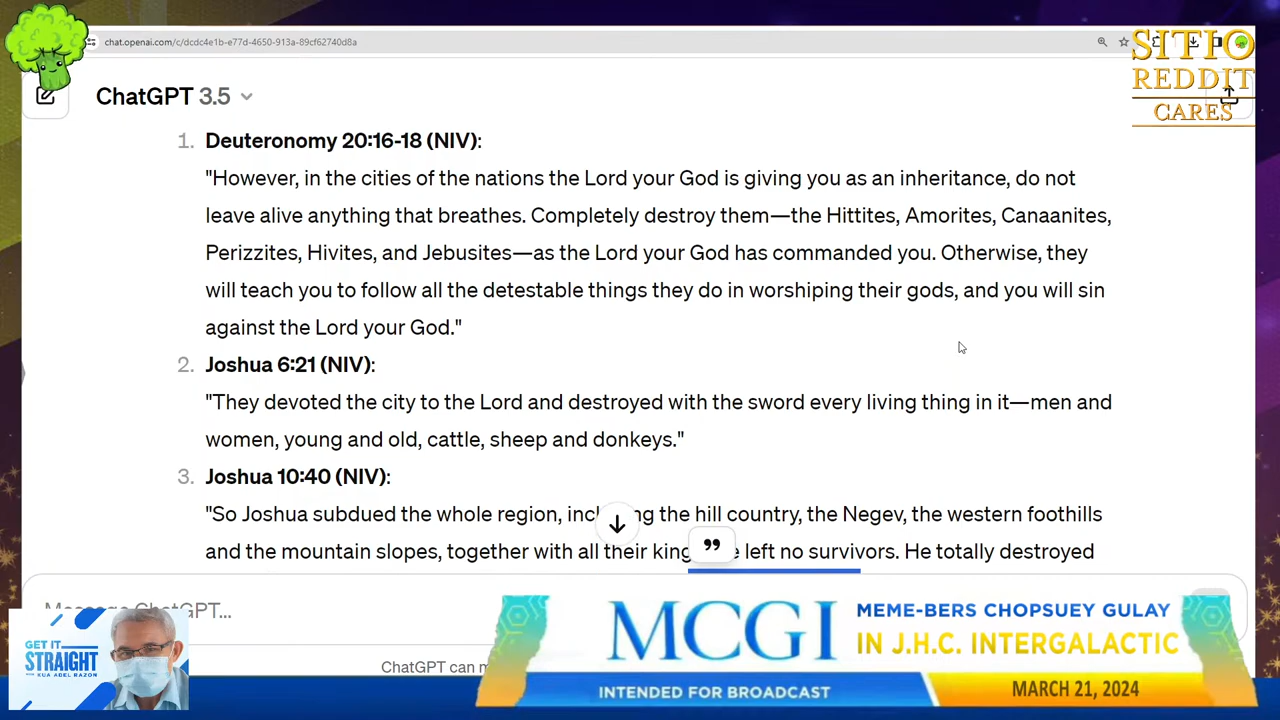 chat.openai.com/c/dcdc4e1b-e77d-4650-913a-89cf62740d8a
SITIO
REDDIT
CARES
ChatGPT 3.5
1. Deuteronomy 20:16-18 (NIV):
"However, in the cities of the nations the Lord your God is giving you as an inheritance, do not
leave alive anything that breathes. Completely destroy them—the Hittites, Amorites, Canaanites,
Perizzites, Hivites, and Jebusites—as the Lord your God has commanded you. Otherwise, they
will teach you to follow all the detestable things they do in worshiping their gods, and you will sin
against the Lord your God."
2. Joshua 6:21 (NIV):
"They devoted the city to the Lord and destroyed with the sword every living thing in it—men and
women, young and old, cattle, sheep and donkeys."
3. Joshua 10:40 (NIV):
"So Joshua subdued the whole region, the hill country, the Negev, the western foothills
and the mountain slopes, together with all their left no survivors. He totally destroyed
Message ChatGPT...
ChatGPT can
GET IT
STRAIGHT
WITH KUA ADEL RAZON
MCGI
MEME-BERS CHOPSUEY GULAY
IN J.H.C. INTERGALACTIC
INTENDED FOR BROADCAST
MARCH 21, 2024